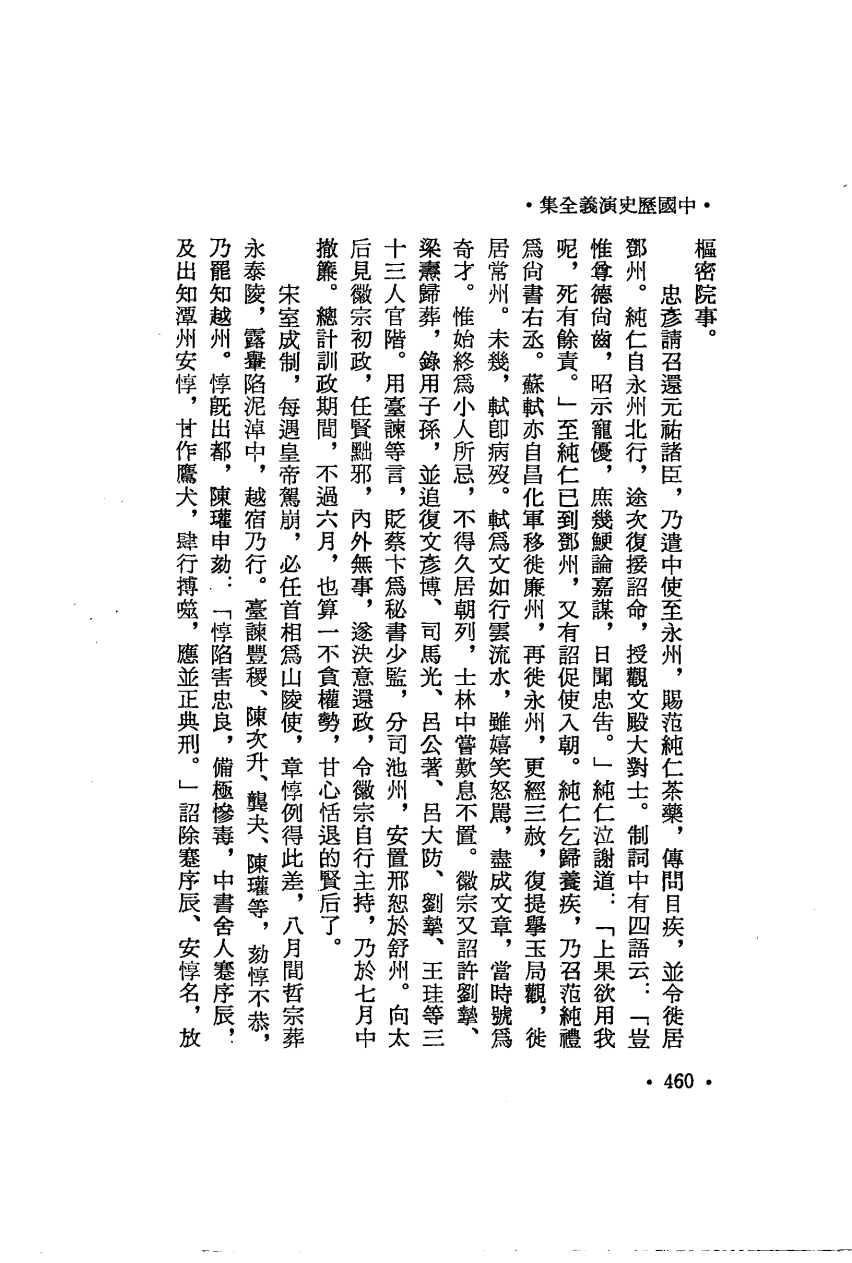 ·中國歷史演義全集·
樞密院事。
忠彥請召還元祐諸臣，乃遣中使至永州，賜范純仁茶藥，傳問目疾，並令徙居
鄧州。純仁自永州北行，途次復接詔命，授觀文殿大對士。制詞中有四語云：「豈
惟尊德尙齒，昭示寵優，庶幾鯁論嘉謀，日聞忠吿。」純仁泣謝道：「上果欲用我
呢，死有餘責。」至純仁已到鄧州，又有詔促使入朝。純仁乞歸養疾，乃召范純禮
爲尙書右丞。蘇軾亦自昌化軍移徙廉州，再徙永州，更經三赦，復提舉玉局觀，徙
居常州。未幾，軾卽病歿。軾爲文如行雲流水，雖嬉笑怒駡，盡成文章，當時號爲
奇才。惟始終爲小人所忌，不得久居朝列，士林中嘗歎息不置。徽宗又詔許劉摯、
梁燾歸葬，錄用子孫，並追復文彥博、司馬光、呂公著、呂大防、劉摯、王珪等三
十三人官階。用臺諫等言，貶蔡卞爲秘書少監，分司池州，安置邢恕於舒州。向太
后見徽宗初政，任賢黜邪，內外無事，遂決意還政，令徽宗自行主持，乃於七月中
撤簾。總計訓政期間，不過六月，也算一不貪權勢，甘心恬退的賢后了。
宋室成制，每遇皇帝駕崩，必任首相爲山陵使，章惇例得此差，八月間哲宗葬
永泰陵，露轝陷泥淖中，越宿乃行。臺諫豐稷、陳次升、龔夬、陳瓘等，劾惇不恭，
乃罷知越州。惇旣出都，陳瓘申劾：「惇陷害忠良，備極慘毒，中書舍人蹇序辰，
及出知潭州安惇，甘作鷹犬，肆行搏噬，應並正典刑。」詔除蹇序辰、安惇名，放
·460·